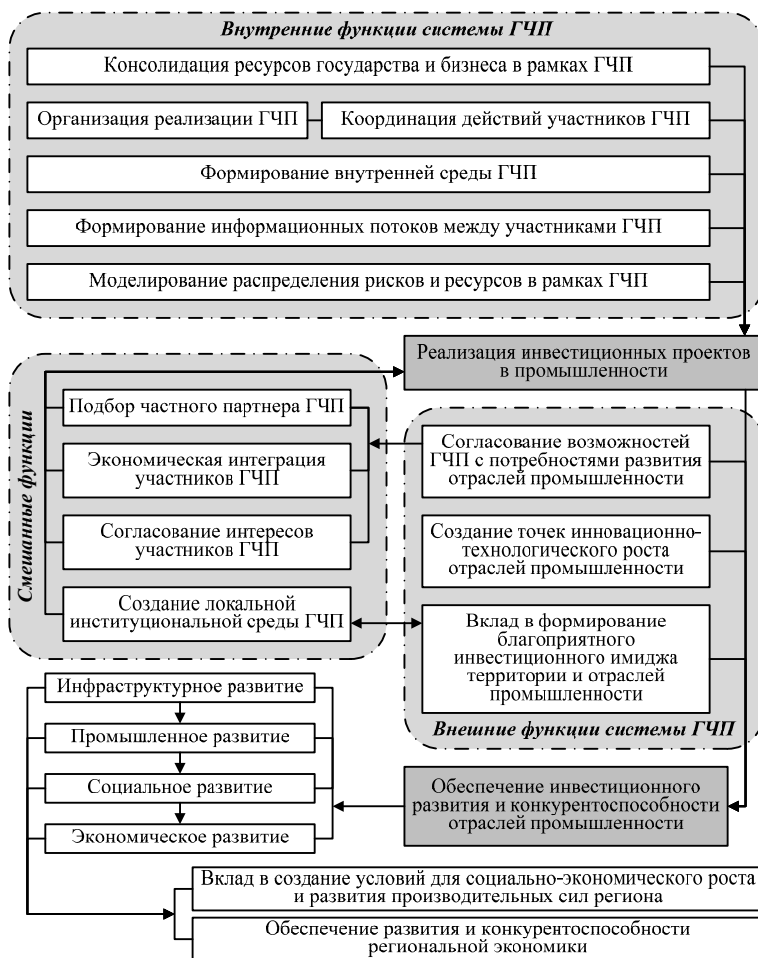 Внутренние функции системы ГЧП
Консолидация ресурсов государства и бизнеса в рамках ГЧП
Организация реализации ГЧП
Координация действий участников ГЧП
Формирование внутренней среды ГЧП
Формирование информационных потоков между участниками ГЧП
Моделирование распределения рисков и ресурсов в рамках ГЧП
Реализация инвестиционных проектов
в промышленности
Смешанные функции
Подбор частного партнера ГЧП
Экономическая интеграция
участников ГЧП
Согласование интересов
участников ГЧП
Создание локальной
институциональной среды ГЧП
Согласование возможностей
ГЧП с потребностями развития
отраслей промышленности
Создание точек инновационно-
технологического роста
отраслей промышленности
Вклад в формирование
благоприятного
инвестиционного имиджа
территории и отраслей
промышленности
Внешние функции системы ГЧП
Инфраструктурное развитие
Промышленное развитие
Социальное развитие
Экономическое развитие
Обеспечение инвестиционного
развития и конкурентоспособности
отраслей промышленности
Вклад в создание условий для социально-экономического роста
и развития производительных сил региона
Обеспечение развития и конкурентоспособности
региональной экономики